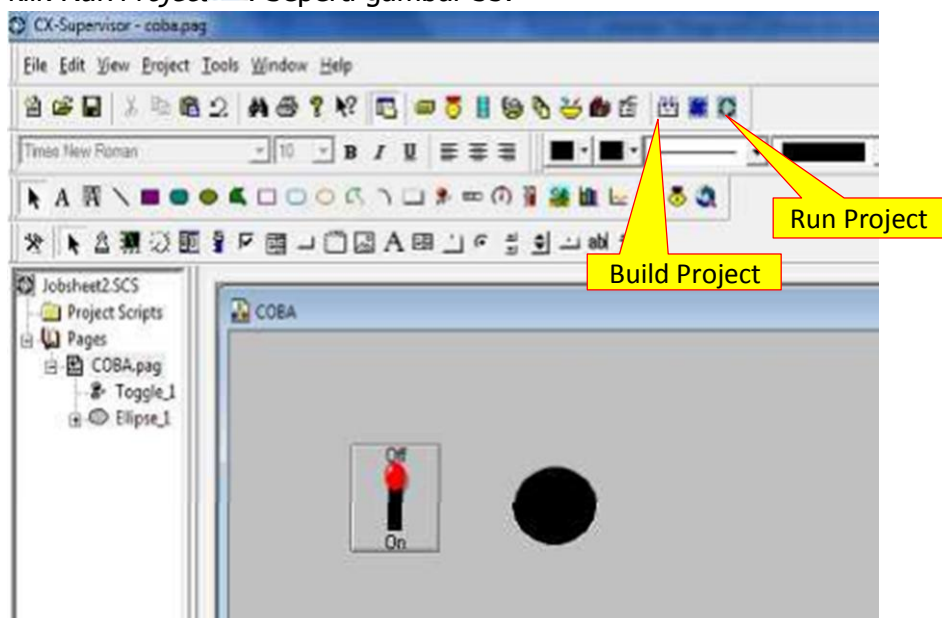 CX-Supervisor - coba.pag
File Edit View Project Tools Window Help
Times New Roman 10 B I U
A
A abl
Run Project
Build Project
Jobsheet2.SCS
Project Scripts
Pages
COBA.pag
Toggle_1
Ellipse_1
COBA
Off
On